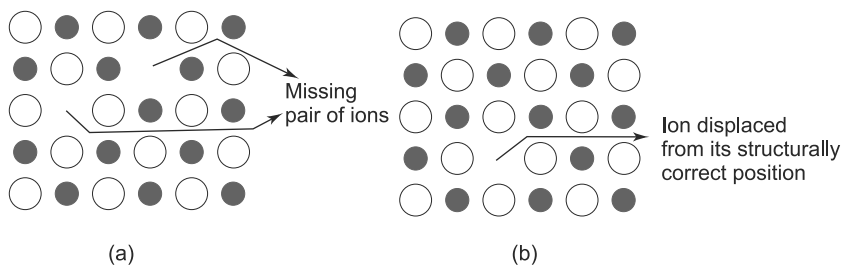 Missing
pair of ions
Ion displaced
from its structurally
correct position
(a)
(b)